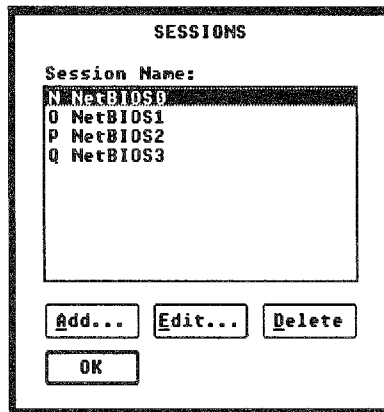 SESSIONS
Session Name:
N NetBIOS0
O NetBIOS1
P NetBIOS2
Q NetBIOS3
Add... Edit... Delete
OK